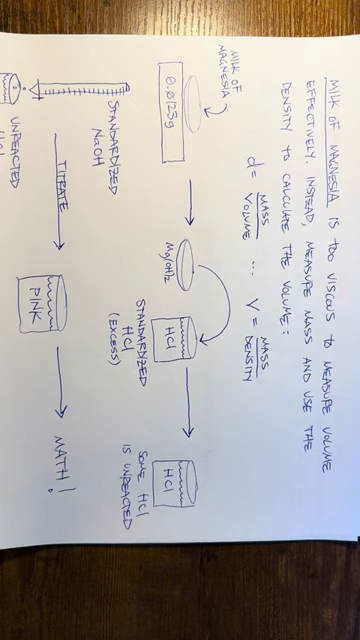 MILK OF MAGNESIA IS TOO VISCOUS TO MEASURE VOLUME
EFFECTIVELY. INSTEAD, MEASURE MASS AND USE THE
DENSITY TO CALCULATE THE VOLUME:
d = MASS / VOLUME ... V = MASS / DENSITY
MILK OF
MAGNESIA
0.0123g
Mg(OH)2
HCl
STANDARDIZED
HCl
(EXCESS)
HCl
SOME HCl
IS UNREACTED
STANDARDIZED
NaOH
UNREACTED
TITRATE
PINK
MATH!